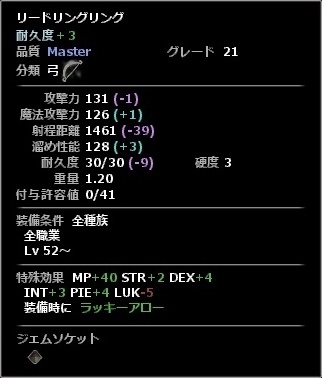 リードリングリング
耐久度+3
品質 Master グレード 21
分類 弓
攻撃力 131 (-1)
魔法攻撃力 126 (+1)
射程距離 1461 (-39)
溜め性能 128 (+3)
耐久度 30/30 (-9) 硬度 3
重量 1.20
付与許容値 0/41
装備条件 全種族
全職業
Lv 52～
特殊効果 MP+40 STR+2 DEX+4
INT+3 PIE+4 LUK-5
装備時に ラッキーアロー
ジェムソケット